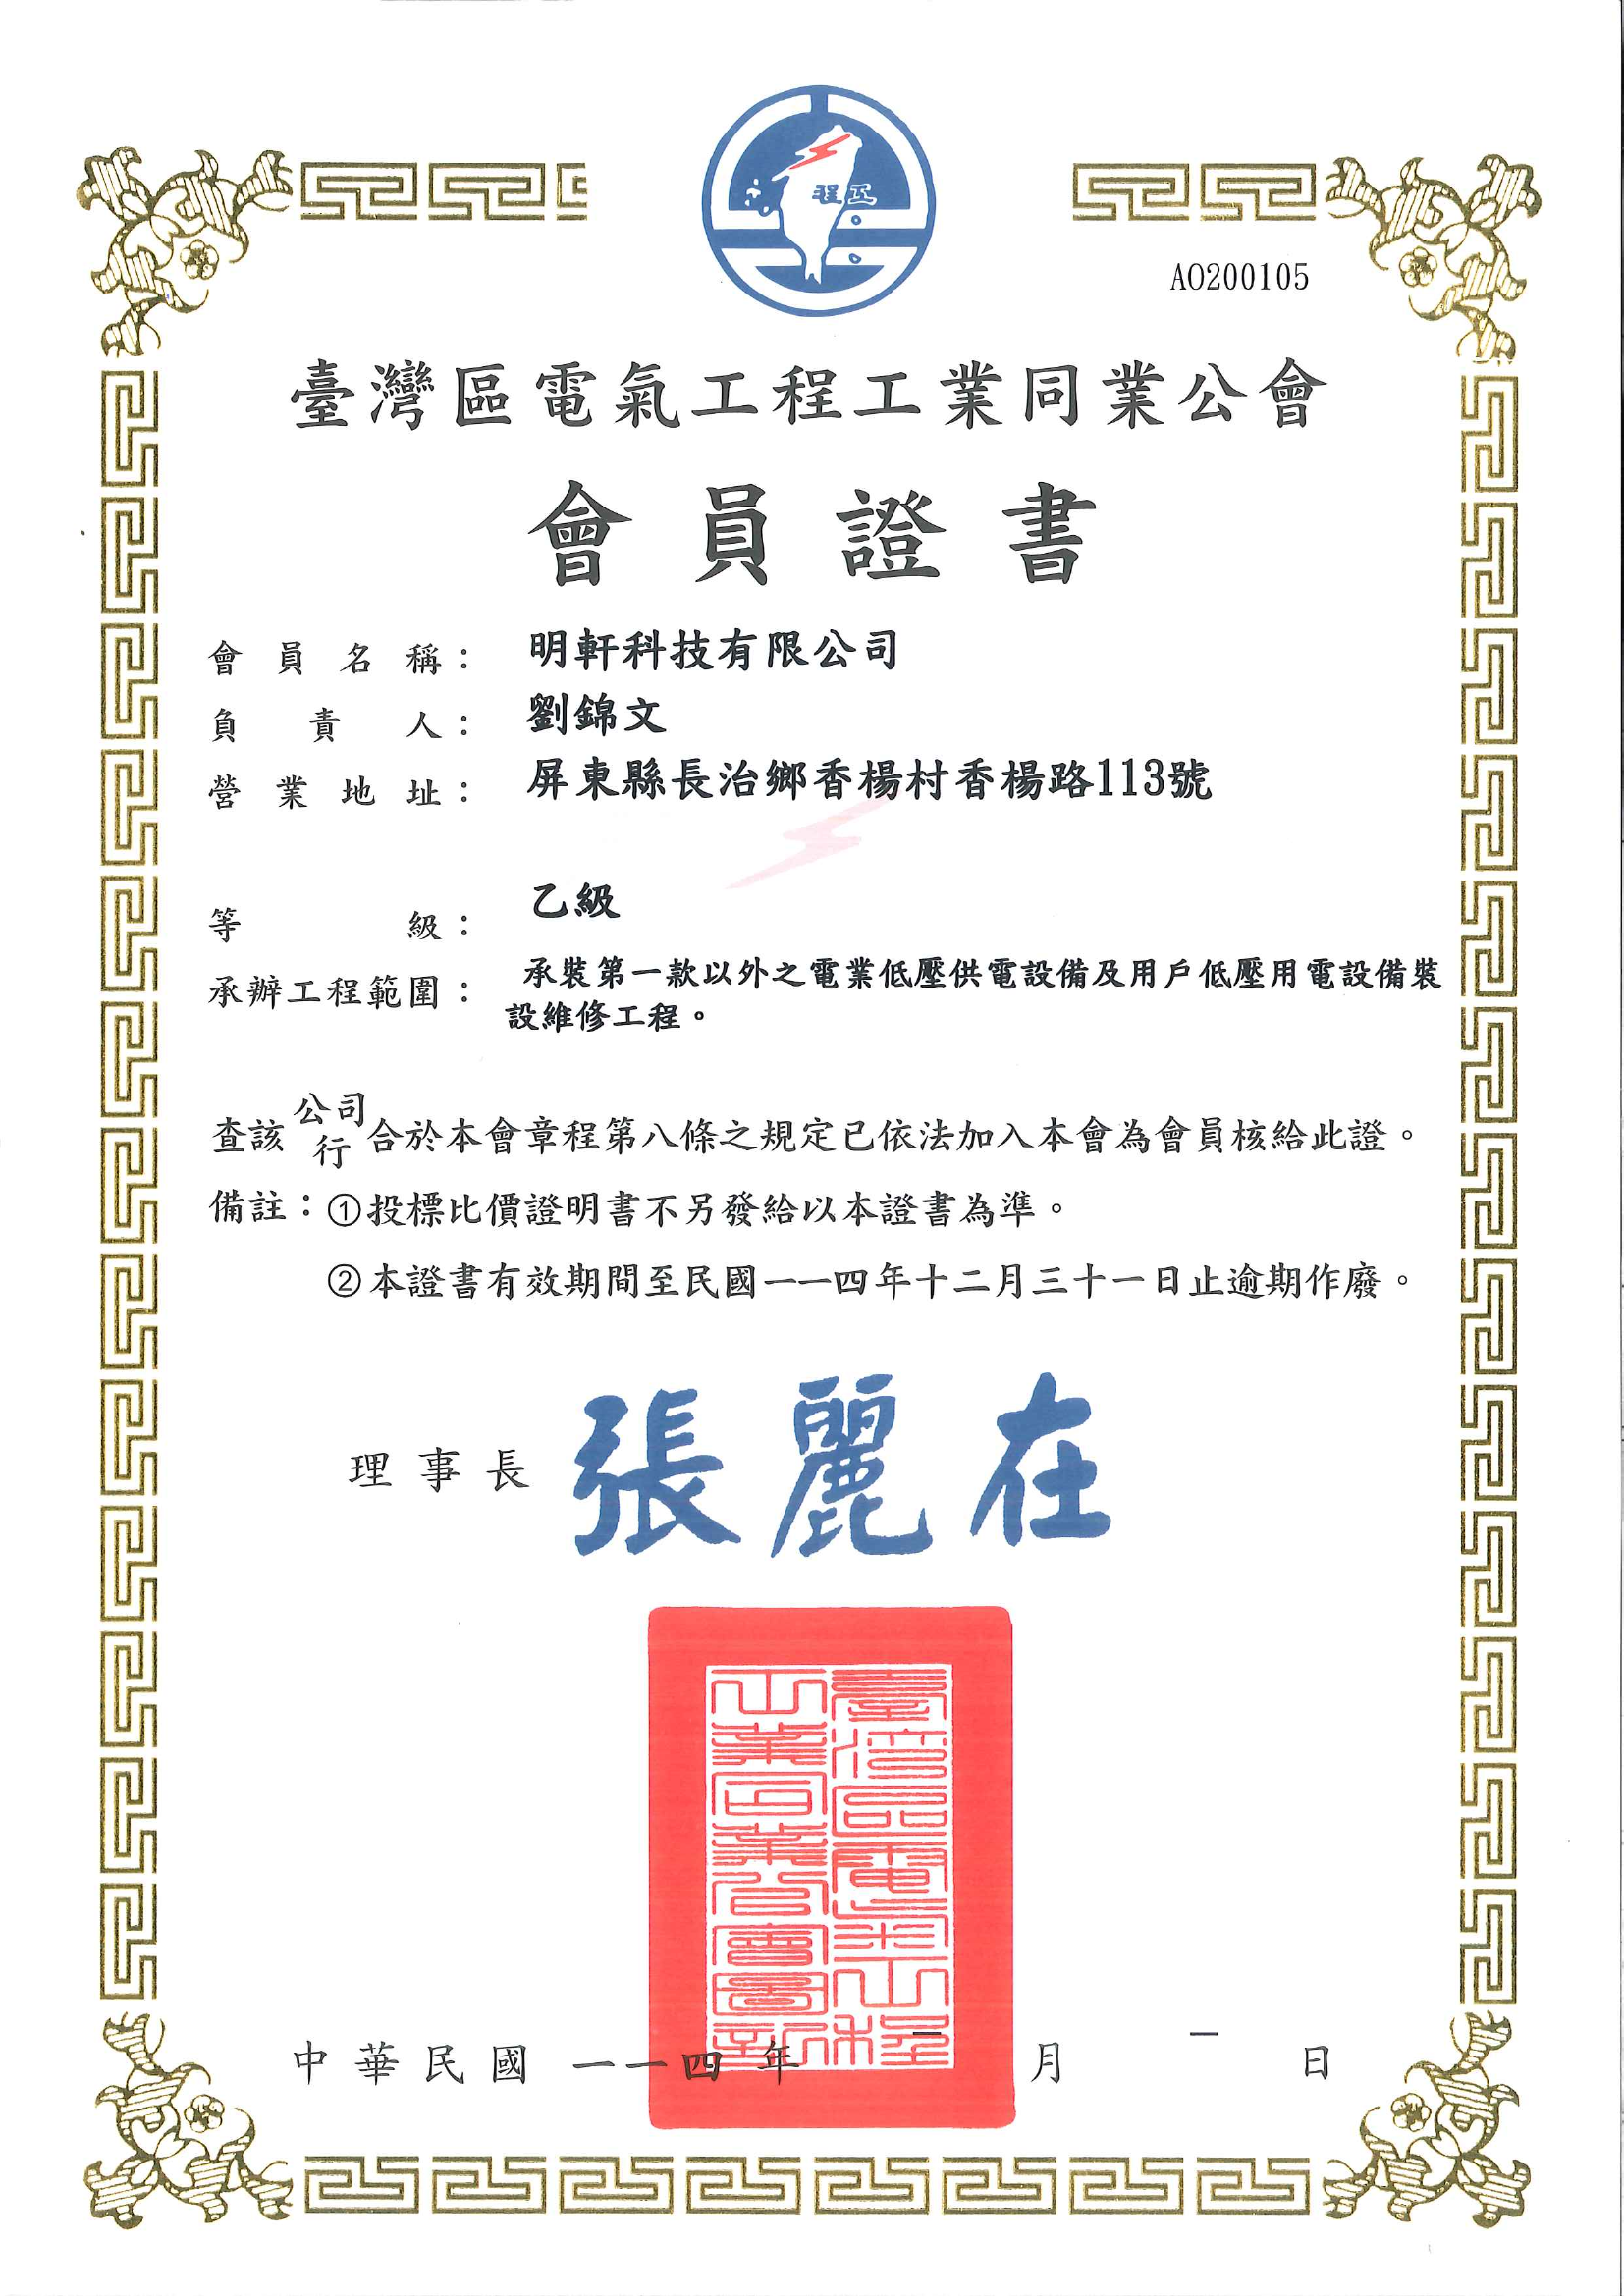 程工
AO200105
臺灣區電氣工程工業同業公會
會員證書
會員名稱：明軒科技有限公司
負責人：劉錦文
營業地址：屏東縣長治鄉香楊村香楊路113號
等級：乙級
承辦工程範圍：承裝第一款以外之電業低壓供電設備及用戶低壓用電設備裝
設維修工程。
查該公司行合於本會章程第八條之規定已依法加入本會為會員核給此證。
備註：①投標比價證明書不另發給以本證書為準。
②本證書有效期間至民國一一四年十二月三十一日止逾期作廢。
理事長 張麗在
臺灣區電氣工程
工業同業公會圖記
中華民國一一四年一月一日